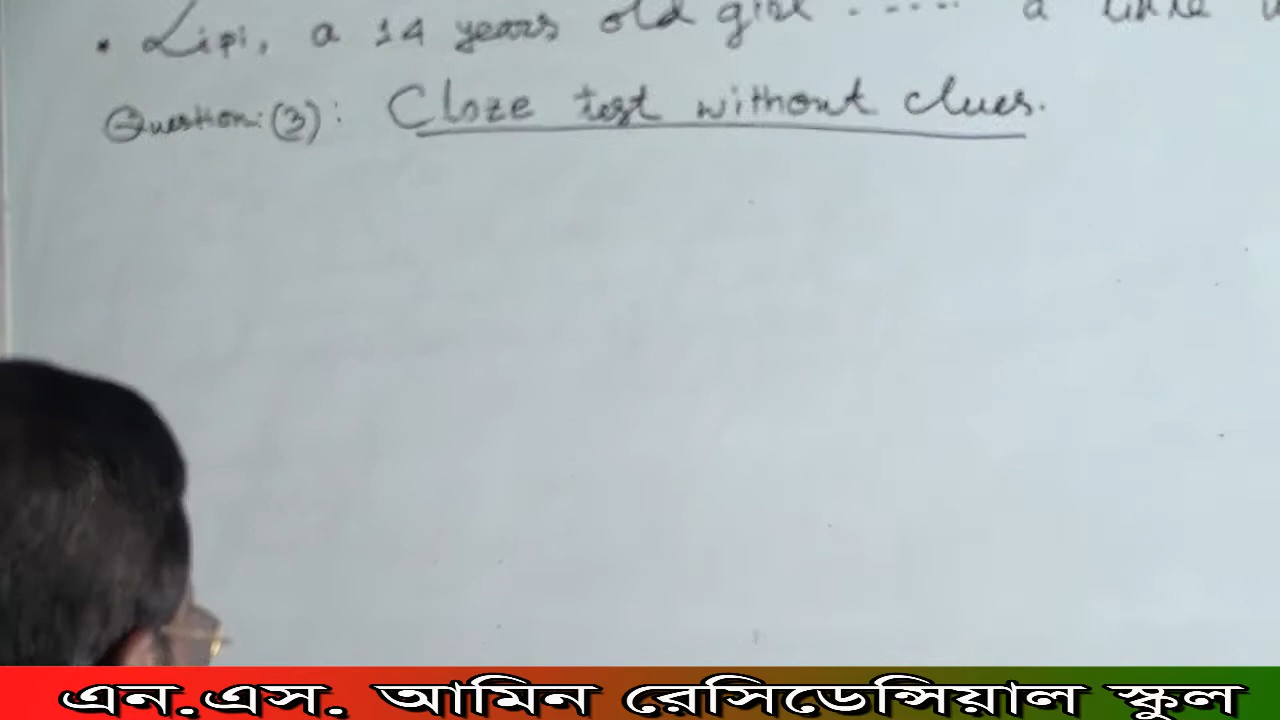 • Lipi, a 14 years old girl ..... a
Question: (3): Cloze test without clues.
এন.এস. আমিন রেসিডেন্সিয়াল স্কুল